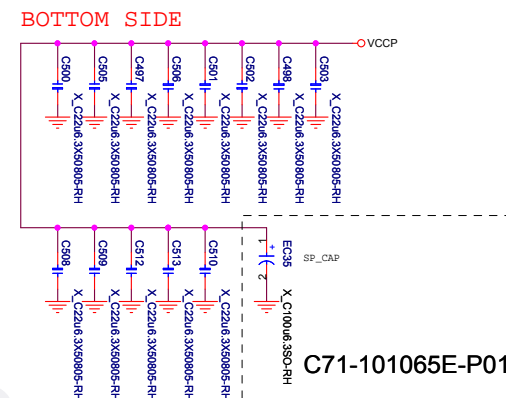 BOTTOM SIDE
VCCP
C500
C505
C497
C506
C501
C502
C498
C503
X_C22u6.3X50805-RH
X_C22u6.3X50805-RH
X_C22u6.3X50805-RH
X_C22u6.3X50805-RH
X_C22u6.3X50805-RH
X_C22u6.3X50805-RH
X_C22u6.3X50805-RH
X_C22u6.3X50805-RH
C508
C509
C512
C513
C510
1
+
EC35
SP_CAP
2
X_C22u6.3X50805-RH
X_C22u6.3X50805-RH
X_C22u6.3X50805-RH
X_C22u6.3X50805-RH
X_C22u6.3X50805-RH
X_C100u6.3SO-RH
C71-101065E-P01